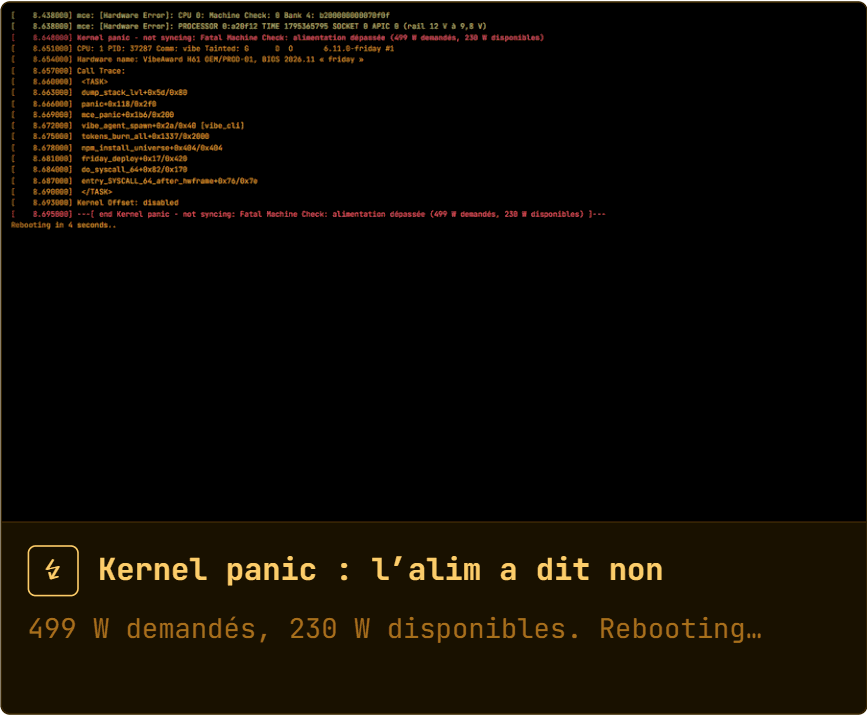 [    8.438000] mce: [Hardware Error]: CPU 0: Machine Check: 0 Bank 4: b200000000070f0f
[    8.638000] mce: [Hardware Error]: PROCESSOR 0:a20f12 TIME 1795365795 SOCKET 0 APIC 0 (rail 12 V à 9,8 V)
[    8.648000] Kernel panic - not syncing: Fatal Machine Check: alimentation dépassée (499 W demandés, 230 W disponibles)
[    8.651000] CPU: 1 PID: 37287 Comm: vibe Tainted: G      D  O       6.11.0-friday #1
[    8.654000] Hardware name: VibeAward H61 OEM/PROD-01, BIOS 2026.11 « friday »
[    8.657000] Call Trace:
[    8.660000]  <TASK>
[    8.663000]  dump_stack_lvl+0x5d/0x80
[    8.666000]  panic+0x118/0x2f0
[    8.669000]  mce_panic+0x1b6/0x200
[    8.672000]  vibe_agent_spawn+0x2a/0x40 [vibe_cli]
[    8.675000]  tokens_burn_all+0x1337/0x2000
[    8.678000]  npm_install_universe+0x404/0x404
[    8.681000]  friday_deploy+0x17/0x420
[    8.684000]  do_syscall_64+0x82/0x170
[    8.687000]  entry_SYSCALL_64_after_hwframe+0x76/0x7e
[    8.690000]  </TASK>
[    8.693000] Kernel Offset: disabled
[    8.695000] ---[ end Kernel panic - not syncing: Fatal Machine Check: alimentation dépassée (499 W demandés, 230 W disponibles) ]---
Rebooting in 4 seconds..
Kernel panic : l’alim a dit non
499 W demandés, 230 W disponibles. Rebooting…